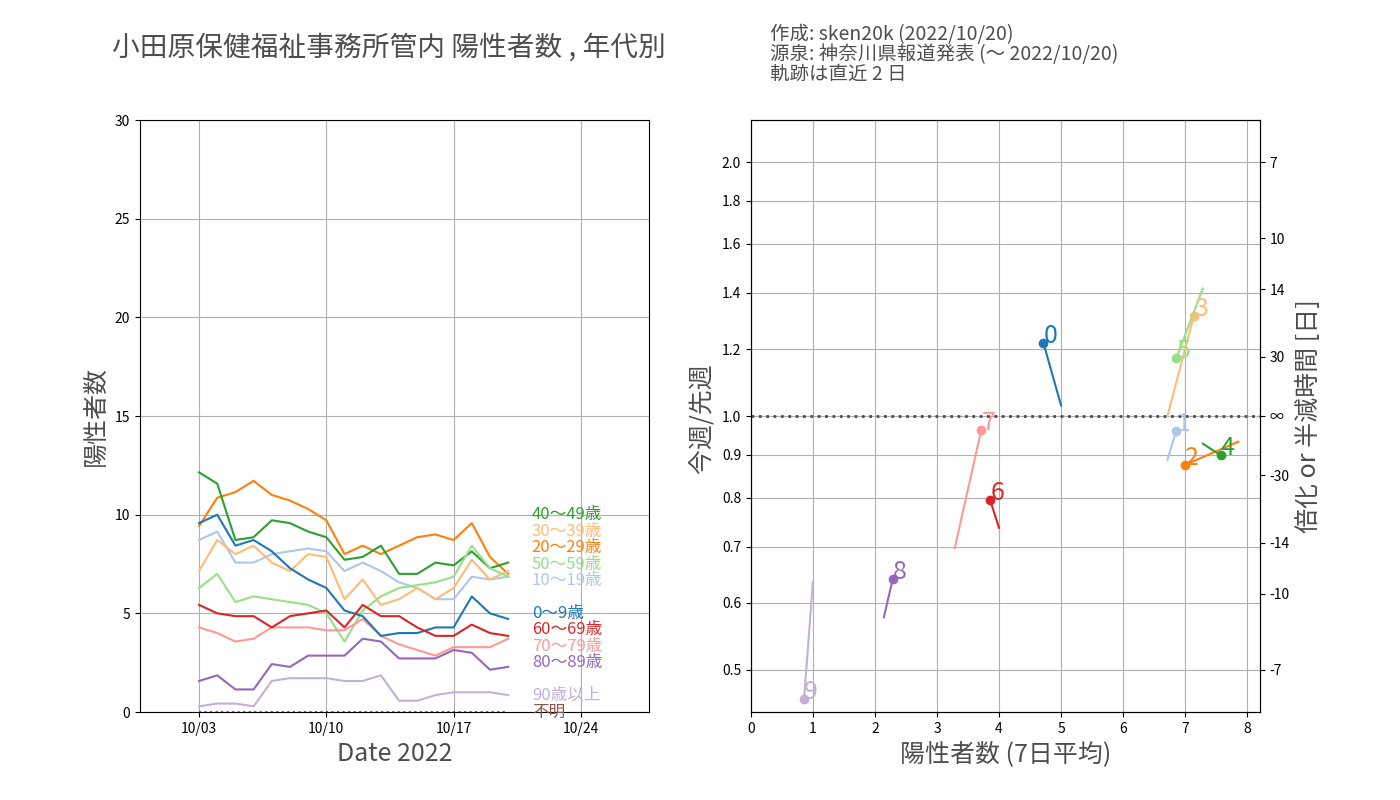 小田原保健福祉事務所管内 陽性者数 , 年代別
作成: sken20k (2022/10/20)
源泉: 神奈川県報道発表 (〜 2022/10/20)
軌跡は直近 2 日
陽性者数
30
25
20
15
10
5
0
10/03
10/10
10/17
10/24
Date 2022
40〜49歳
30〜39歳
20〜29歳
50〜59歳
10〜19歳
0〜9歳
60〜69歳
70〜79歳
80〜89歳
90歳以上
不明
今週/先週
2.0
1.8
1.6
1.4
1.2
1.0
0.9
0.8
0.7
0.6
0.5
0
1
2
3
4
5
6
7
8
陽性者数 (7日平均)
3
0
5
7
1
4
2
6
8
9
7
10
14
30
∞
-30
-14
-10
-7
倍化 or 半減時間 [日]